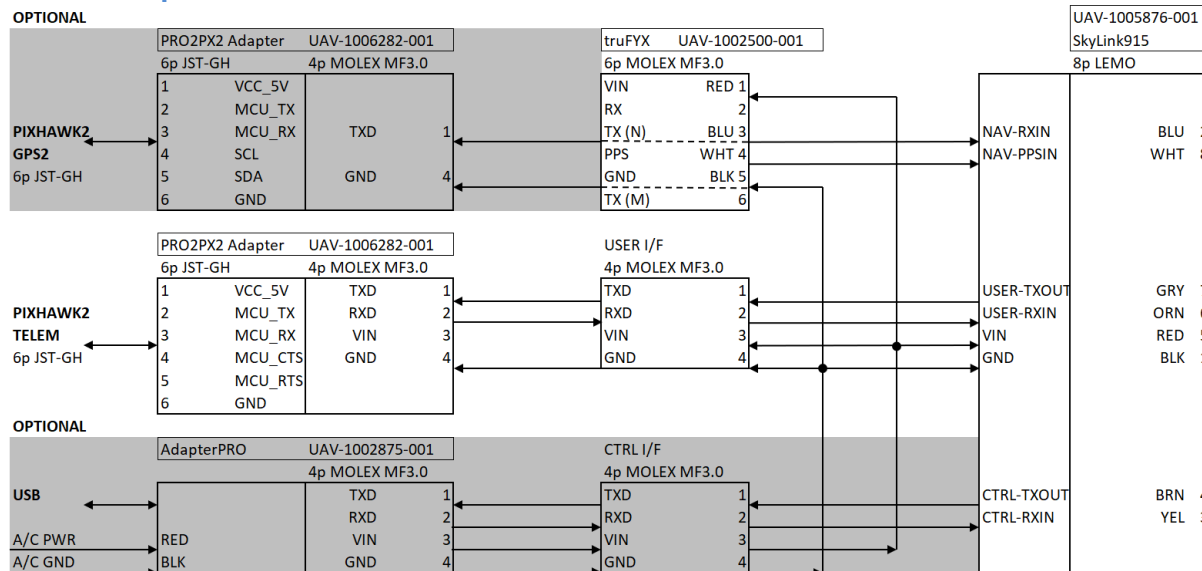 OPTIONAL
UAV-1005876-001
PRO2PX2 Adapter UAV-1006282-001
truFYX UAV-1002500-001
SkyLink915
6p JST-GH 4p MOLEX MF3.0
6p MOLEX MF3.0
8p LEMO
1 VCC_5V
VIN RED 1
2 MCU_TX
RX 2
PIXHAWK2
3 MCU_RX TXD 1
TX (N) BLU 3
NAV-RXIN BLU
GPS2
4 SCL
PPS WHT 4
NAV-PPSIN WHT
6p JST-GH
5 SDA GND 4
GND BLK 5
6 GND
TX (M) 6
PRO2PX2 Adapter UAV-1006282-001
USER I/F
6p JST-GH 4p MOLEX MF3.0
4p MOLEX MF3.0
1 VCC_5V TXD 1
TXD 1
USER-TXOUT GRY
PIXHAWK2
2 MCU_TX RXD 2
RXD 2
USER-RXIN ORN
TELEM
3 MCU_RX VIN 3
VIN 3
VIN RED
6p JST-GH
4 MCU_CTS GND 4
GND 4
GND BLK
5 MCU_RTS
6 GND
OPTIONAL
AdapterPRO UAV-1002875-001
CTRL I/F
4p MOLEX MF3.0
4p MOLEX MF3.0
USB
TXD 1
TXD 1
CTRL-TXOUT BRN
RXD 2
RXD 2
CTRL-RXIN YEL
A/C PWR
RED VIN 3
VIN 3
A/C GND
BLK GND 4
GND 4